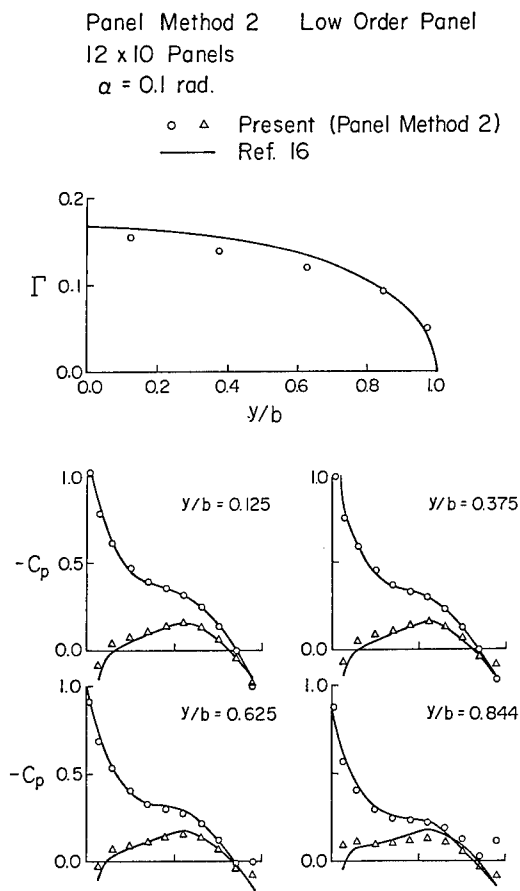 Panel Method 2 Low Order Panel
12 x 10 Panels
α = 0.1 rad.
○ △ Present (Panel Method 2)
— Ref. 16
0.2
Γ 0.1
0.0
0.0 0.2 0.4 0.6 0.8 1.0
y/b
1.0 1.0
y/b = 0.125 y/b = 0.375
-Cp 0.5
0.0 0.0
1.0 1.0
y/b = 0.625 y/b = 0.844
-Cp 0.5
0.0 0.0